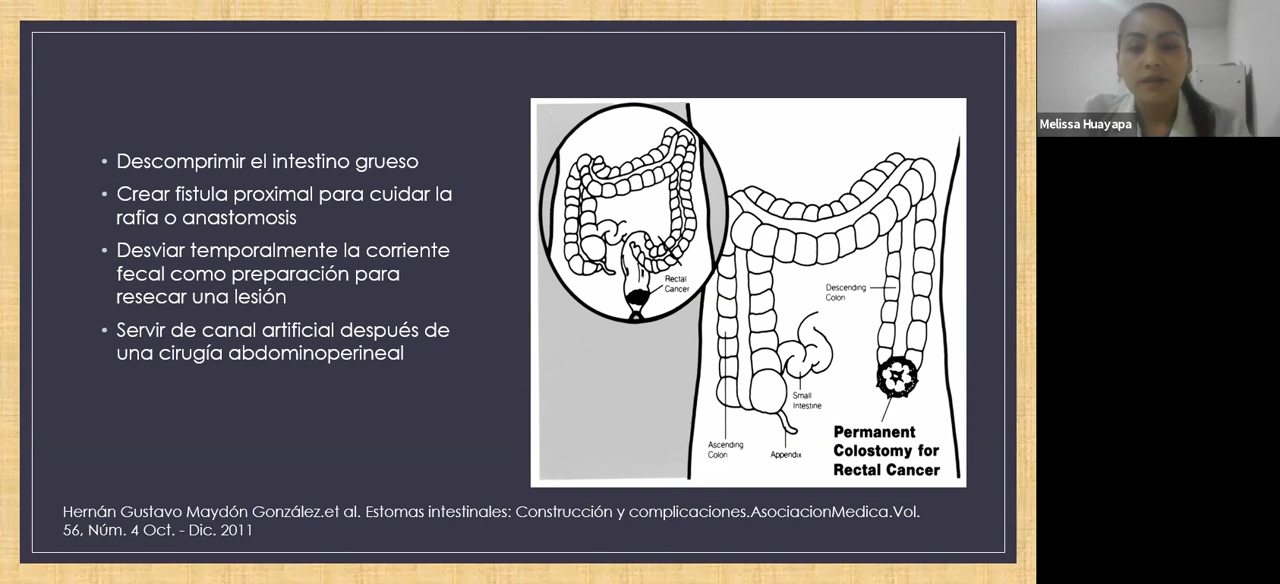 • Descomprimir el intestino grueso
• Crear fistula proximal para cuidar la
rafia o anastomosis
• Desviar temporalmente la corriente
fecal como preparación para
resecar una lesión
• Servir de canal artificial después de
una cirugía abdominoperineal
Rectal
Cancer
Descending
Colon
Small
Intestine
Ascending
Colon
Appendix
Permanent
Colostomy for
Rectal Cancer
Hernán Gustavo Maydón González.et al. Estomas intestinales: Construcción y complicaciones.AsociacionMedica.Vol.
56, Núm. 4 Oct. - Dic. 2011
Melissa Huayapa